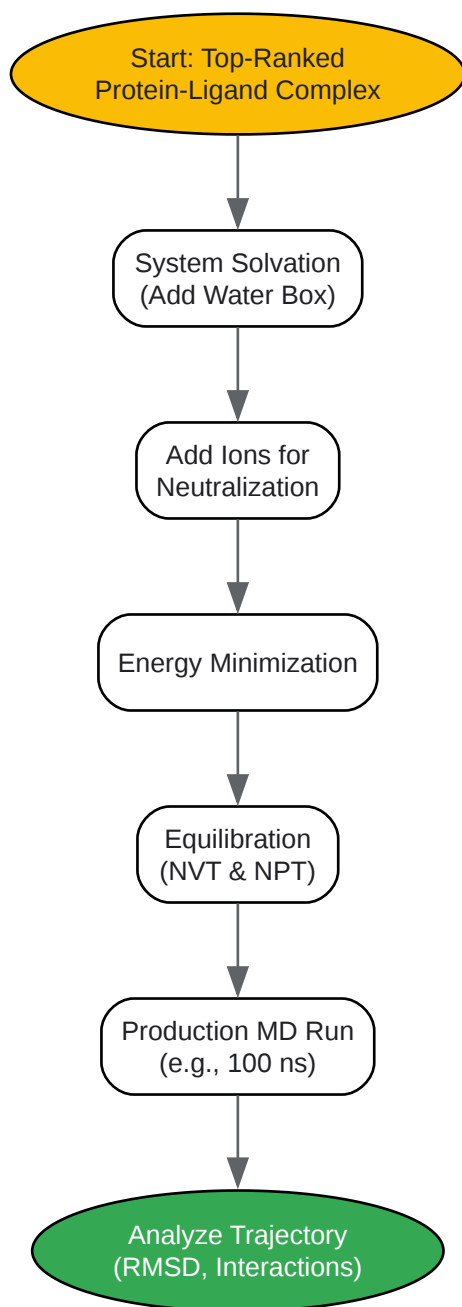 Start: Top-Ranked
Protein-Ligand Complex
System Solvation
(Add Water Box)
Add Ions for
Neutralization
Energy Minimization
Equilibration
(NVT & NPT)
Production MD Run
(e.g., 100 ns)
Analyze Trajectory
(RMSD, Interactions)